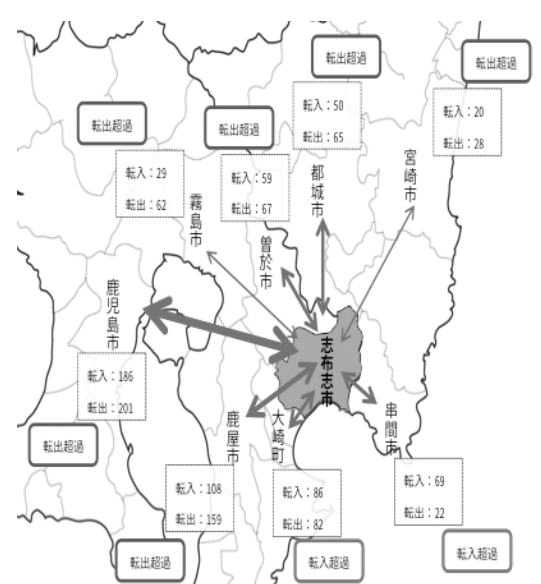 転出超過
転出超過
転入：50
転出：65
転入：20
転出：28
転出超過
転出超過
転入：29
転出：62
転入：59
転出：67
都城市
宮崎市
霧島市
曽於市
鹿児島市
志布志市
転入：186
転出：201
鹿屋市
大崎町
串間市
転出超過
転入：108
転出：159
転入：86
転出：82
転入：69
転出：22
転出超過
転入超過
転入超過